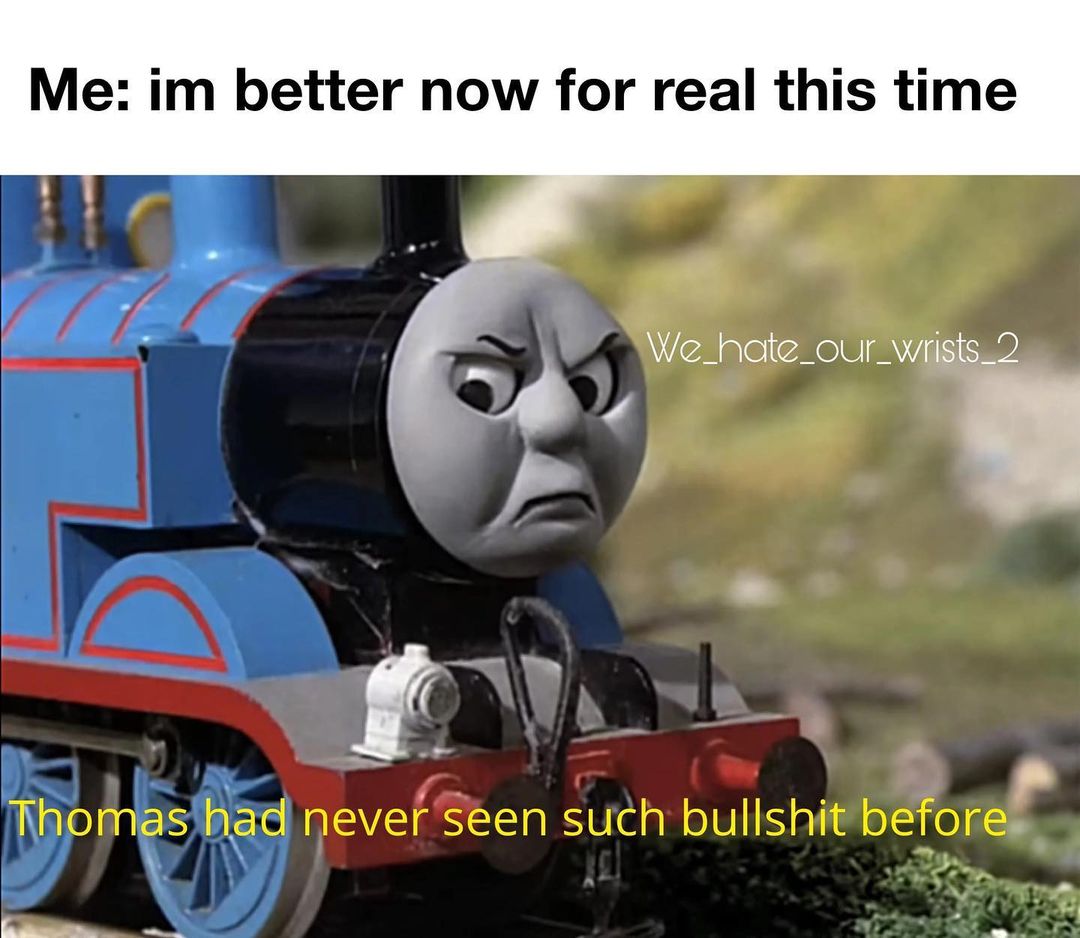 Me: im better now for real this time
We_hate_our_wrists_2
Thomas had never seen such bullshit before